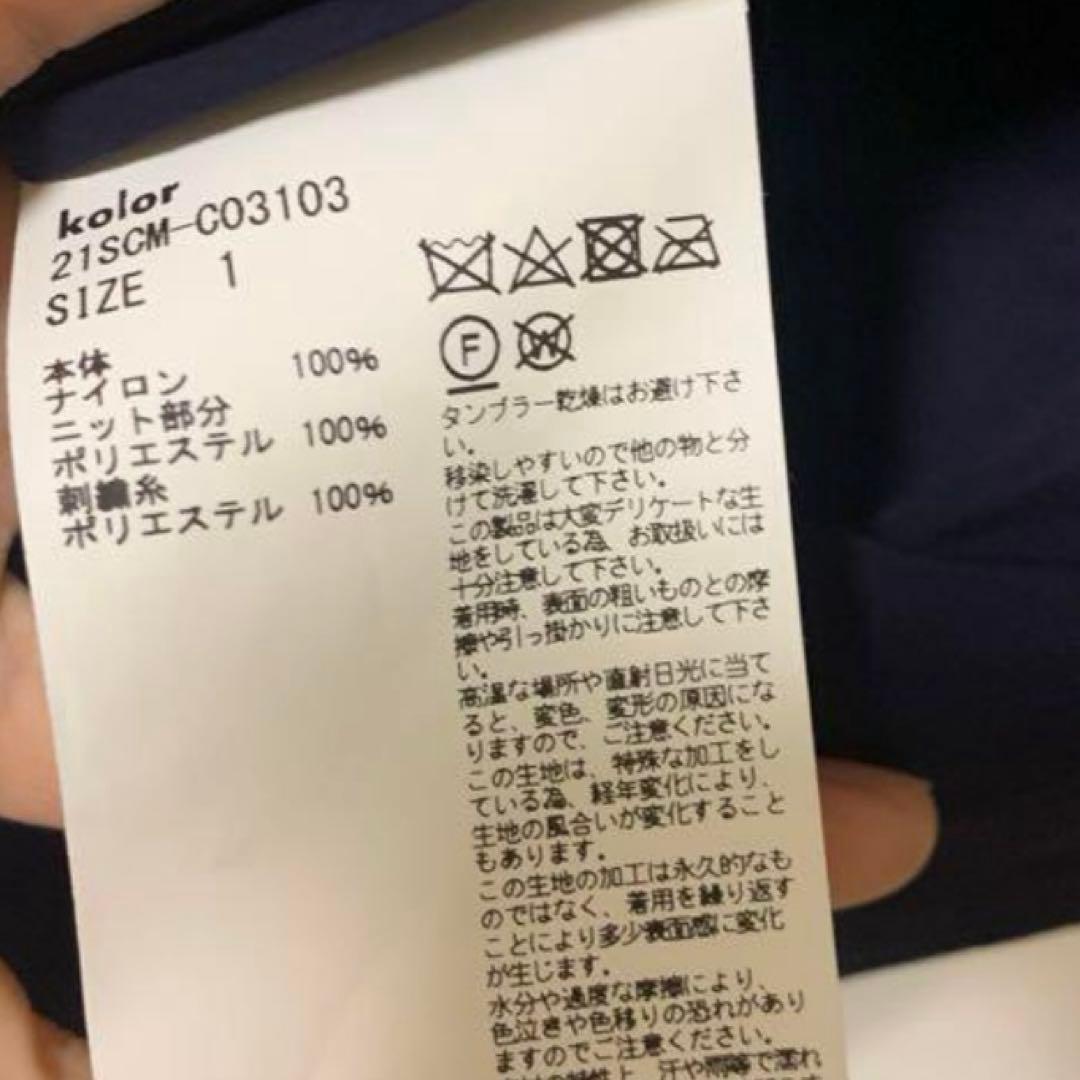 kolor
21SCM-C03103
SIZE 1
本体
ナイロン 100%
ニット部分
ポリエステル 100%
刺繍糸
ポリエステル 100%
F
W
タンブラー乾燥はお避け下さ
い。
移染しやすいので他の物と分
けて洗濯して下さい。
この製品は大変デリケートな生
地をしている為、お取扱いには
十分注意して下さい。
着用時、表面の粗いものとの摩
擦や引っ掛かりに注意して下さ
い。
高温な場所や直射日光に当て
ると、変色、変形の原因にな
りますので、ご注意ください。
この生地は、特殊な加工をし
ている為、経年変化により、
生地の風合いが変化すること
もあります。
この生地の加工は永久的なも
のではなく、着用を繰り返す
ことにより多少表面感に変化
が生じます。
水分や過度な摩擦により、
色泣きや色移りの恐れがあり
ますのでご注意ください。
特性上、汗や雨等で濡れ